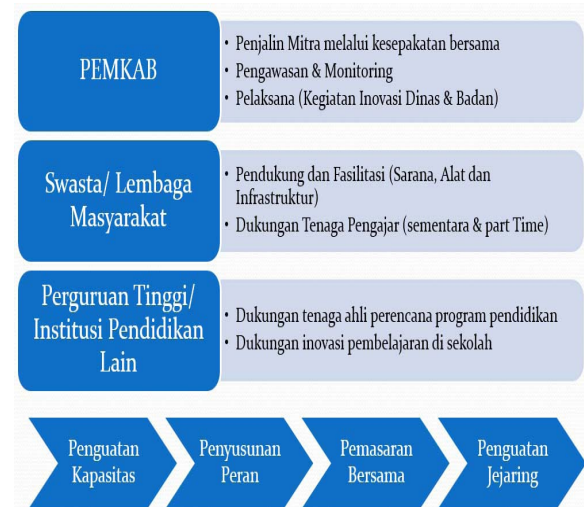 PEMKAB
• Penjalin Mitra melalui kesepakatan bersama
• Pengawasan & Monitoring
• Pelaksana (Kegiatan Inovasi Dinas & Badan)
Swasta/ Lembaga
Masyarakat
• Pendukung dan Fasilitasi (Sarana, Alat dan
Infrastruktur)
• Dukungan Tenaga Pengajar (sementara & part Time)
Perguruan Tinggi/
Institusi Pendidikan
Lain
• Dukungan tenaga ahli perencana program pendidikan
• Dukungan inovasi pembelajaran di sekolah
Penguatan
Kapasitas
Penyusunan
Peran
Pemasaran
Bersama
Penguatan
Jejaring